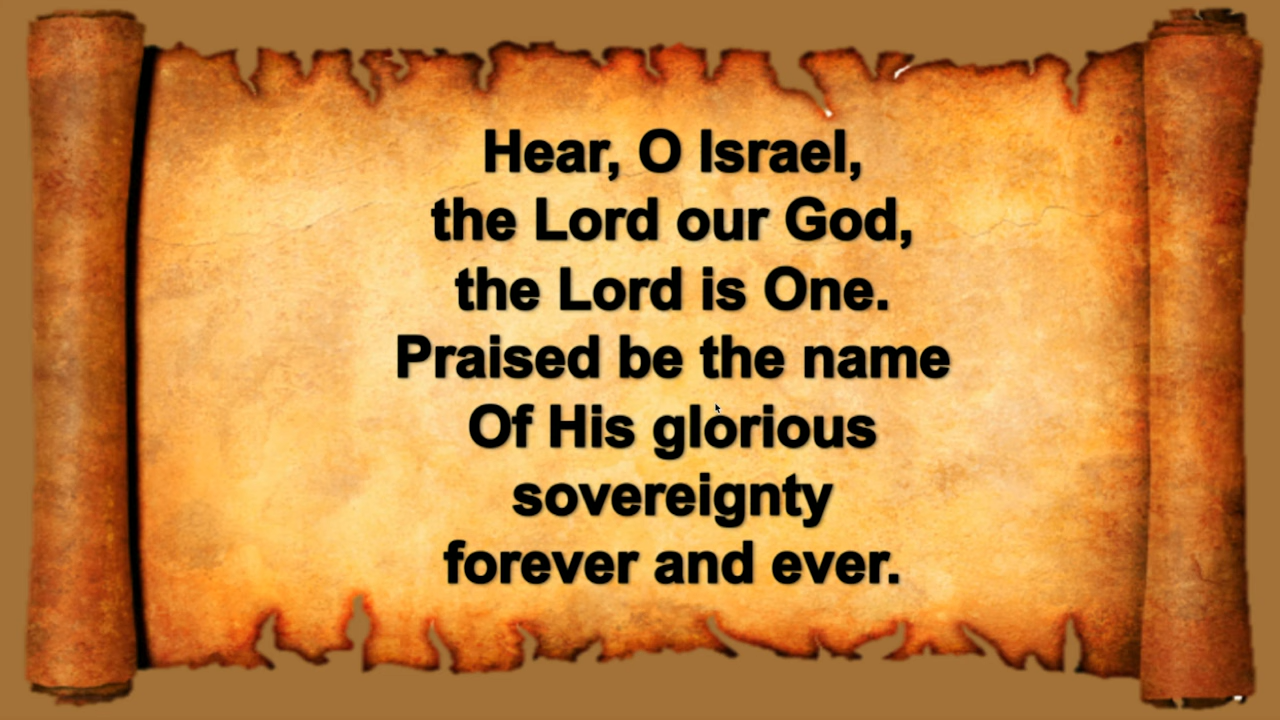 Hear, O Israel,
the Lord our God,
the Lord is One.
Praised be the name
Of His glorious
sovereignty
forever and ever.